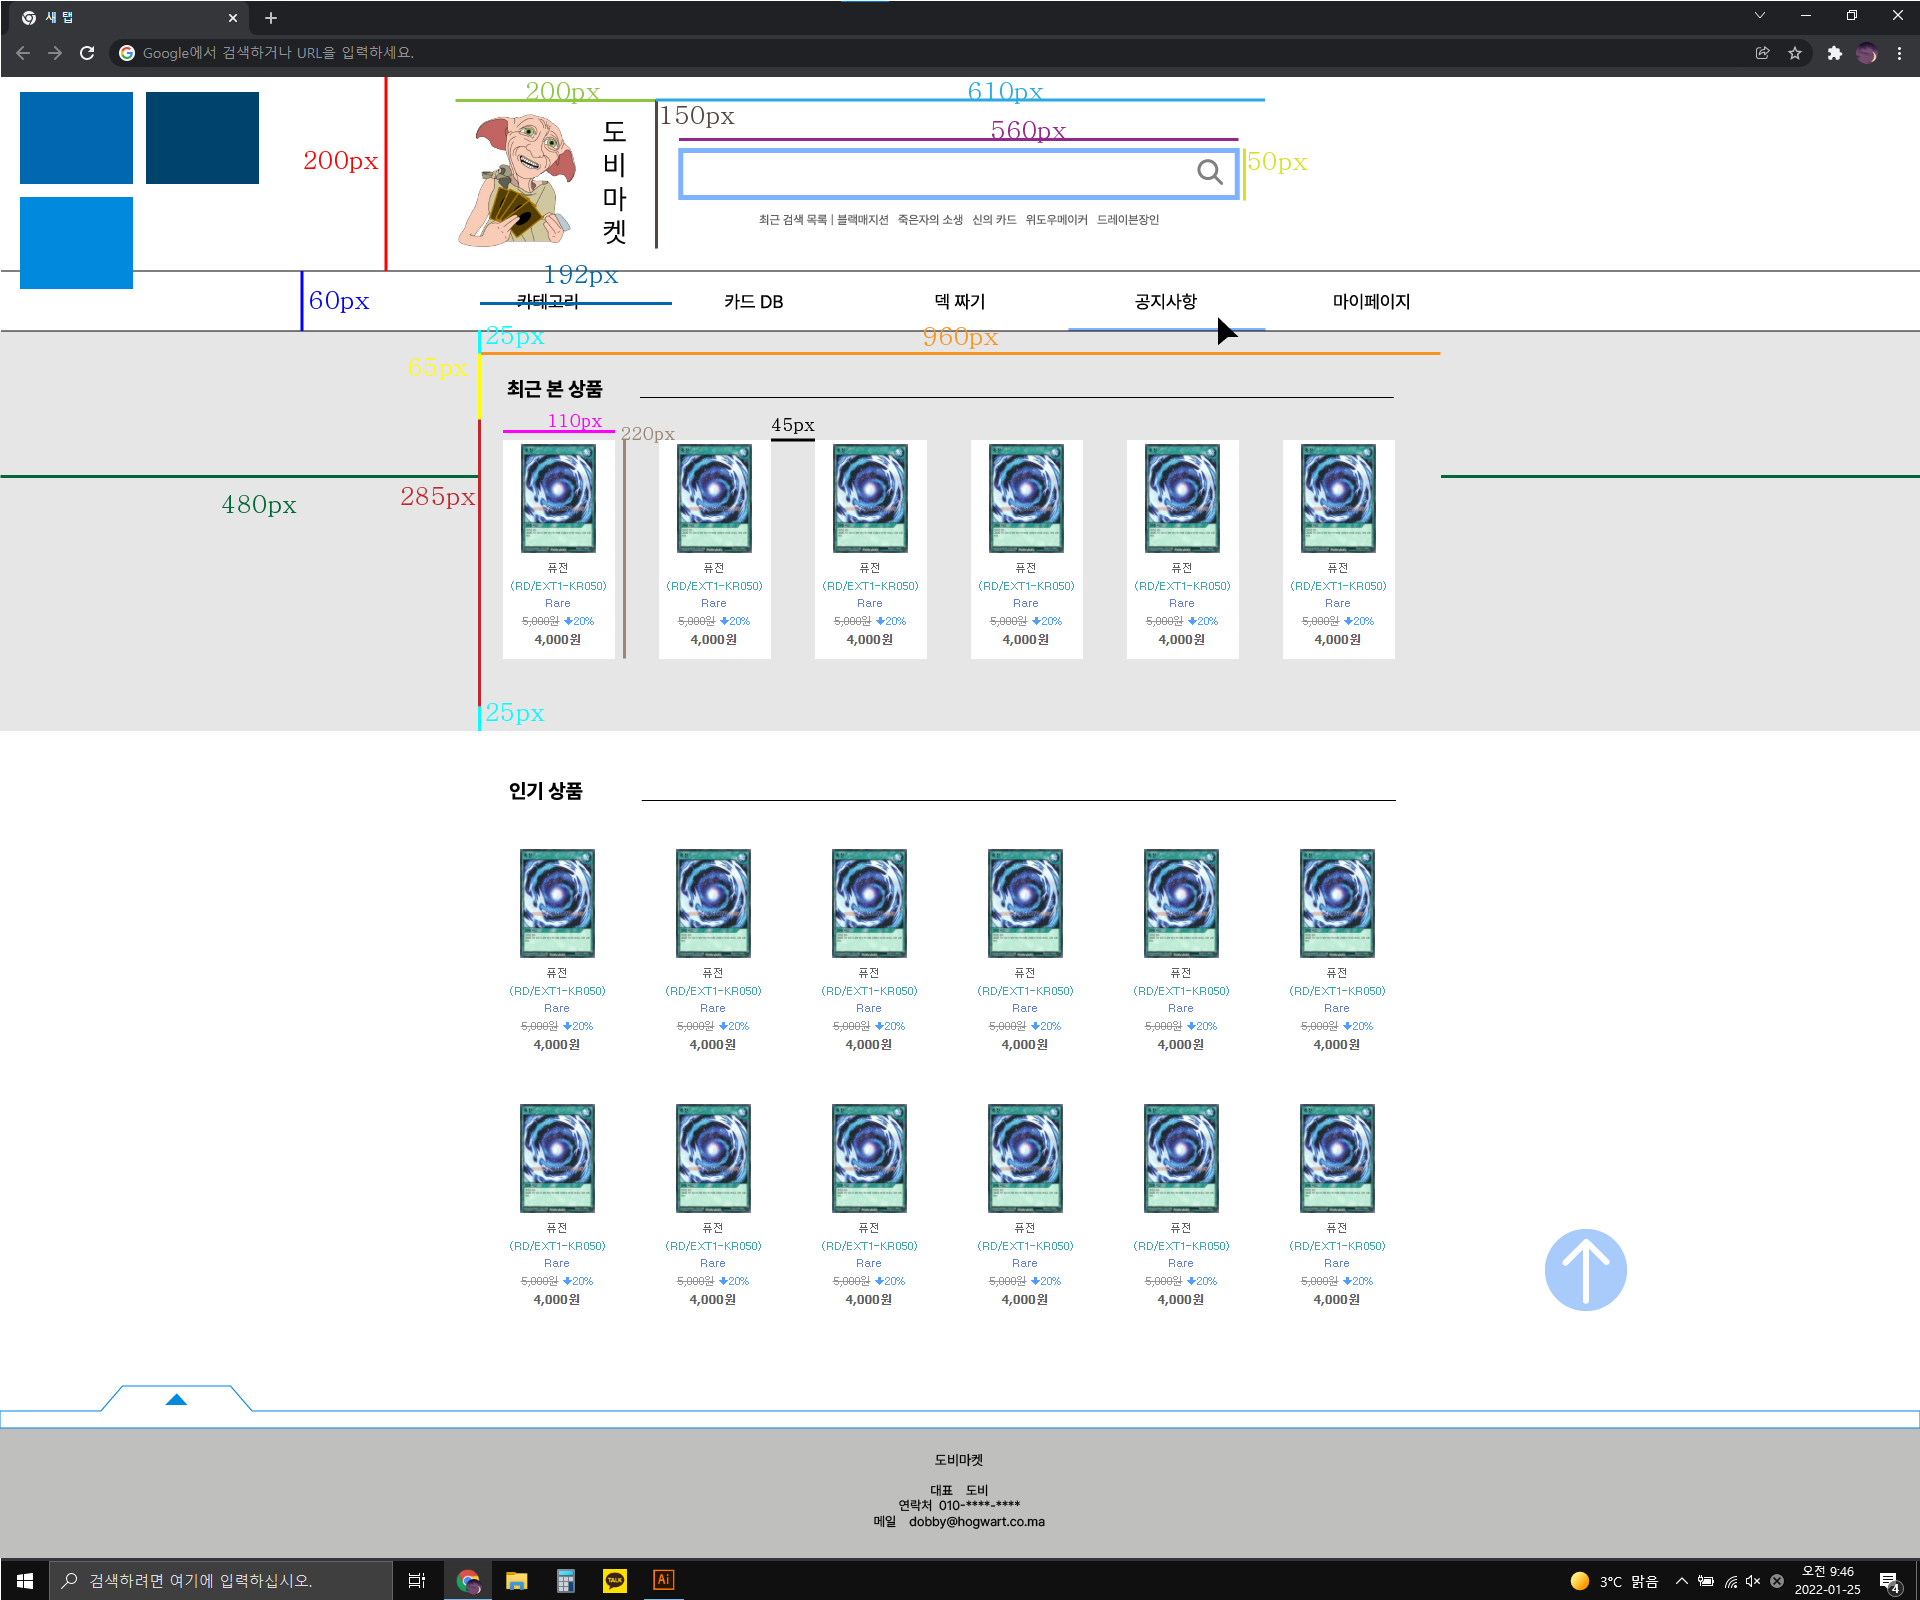 새 탭
Google에서 검색하거나 URL을 입력하세요.
200px
610px
150px
560px
200px
50px
도비마켓
최근 검색 목록 | 블랙매지션 죽은자의 소생 신의 카드 위도우메이커 드레이븐장인
192px
60px
카테고리 카드 DB 덱 짜기 공지사항 마이페이지
25px
960px
65px
최근 본 상품
110px
220px
45px
480px
285px
퓨전 퓨전 퓨전 퓨전 퓨전 퓨전
(RD/EXT1-KR050) (RD/EXT1-KR050) (RD/EXT1-KR050) (RD/EXT1-KR050) (RD/EXT1-KR050) (RD/EXT1-KR050)
Rare Rare Rare Rare Rare Rare
5,000원 🡇20% 5,000원 🡇20% 5,000원 🡇20% 5,000원 🡇20% 5,000원 🡇20% 5,000원 🡇20%
4,000원 4,000원 4,000원 4,000원 4,000원 4,000원
25px
인기 상품
퓨전 퓨전 퓨전 퓨전 퓨전 퓨전
(RD/EXT1-KR050) (RD/EXT1-KR050) (RD/EXT1-KR050) (RD/EXT1-KR050) (RD/EXT1-KR050) (RD/EXT1-KR050)
Rare Rare Rare Rare Rare Rare
5,000원 🡇20% 5,000원 🡇20% 5,000원 🡇20% 5,000원 🡇20% 5,000원 🡇20% 5,000원 🡇20%
4,000원 4,000원 4,000원 4,000원 4,000원 4,000원
퓨전 퓨전 퓨전 퓨전 퓨전 퓨전
(RD/EXT1-KR050) (RD/EXT1-KR050) (RD/EXT1-KR050) (RD/EXT1-KR050) (RD/EXT1-KR050) (RD/EXT1-KR050)
Rare Rare Rare Rare Rare Rare
5,000원 🡇20% 5,000원 🡇20% 5,000원 🡇20% 5,000원 🡇20% 5,000원 🡇20% 5,000원 🡇20%
4,000원 4,000원 4,000원 4,000원 4,000원 4,000원
도비마켓
대표 도비
연락처 010-****-****
메일 dobby@hogwart.co.ma
검색하려면 여기에 입력하십시오.
TALK
Ai
3°C 맑음
오전 9:46
2022-01-25
4